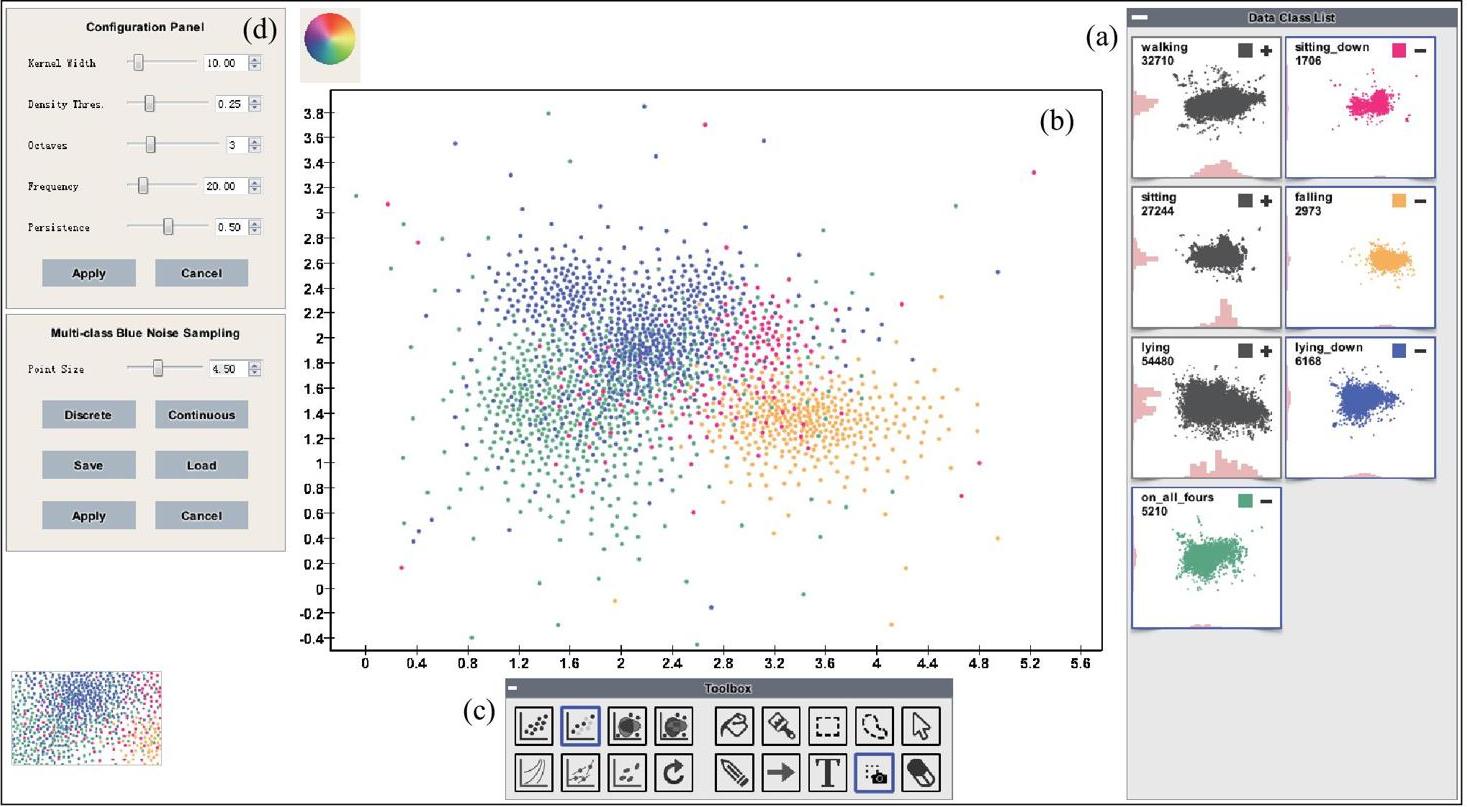 Configuration Panel
(d)
Kernel Width 10.00
Density Thres. 0.25
Octaves 3
Frequency 20.00
Persistence 0.50
Apply Cancel
Multi-class Blue Noise Sampling
Point Size 4.50
Discrete Continuous
Save Load
Apply Cancel
(b)
3.8
3.6
3.4
3.2
3
2.8
2.6
2.4
2.2
2
1.8
1.6
1.4
1.2
1
0.8
0.6
0.4
0.2
0
-0.2
-0.4
0 0.4 0.8 1.2 1.6 2 2.4 2.8 3.2 3.6 4 4.4 4.8 5.2 5.6
(c)
Toolbox
T
(a)
Data Class List
walking
32710
sitting_down
1706
sitting
27244
falling
2973
lying
54480
lying_down
6168
on_all_fours
5210